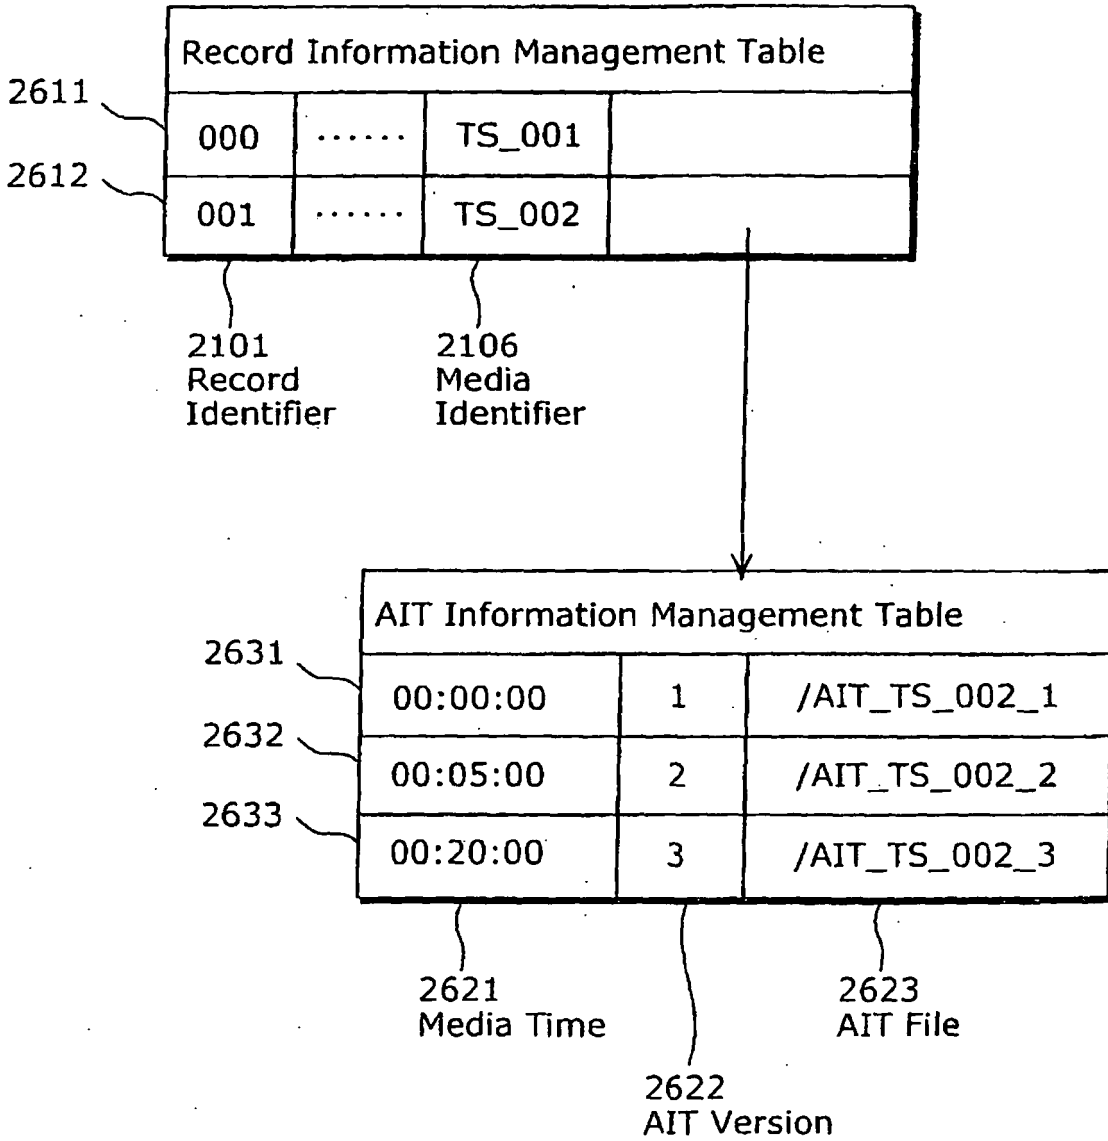 Record Information Management Table
2611
000 ...... TS_001
2612
001 ...... TS_002
2101
Record
Identifier
2106
Media
Identifier
AIT Information Management Table
2631
00:00:00 1 /AIT_TS_002_1
2632
00:05:00 2 /AIT_TS_002_2
2633
00:20:00 3 /AIT_TS_002_3
2621
Media Time
2623
AIT File
2622
AIT Version